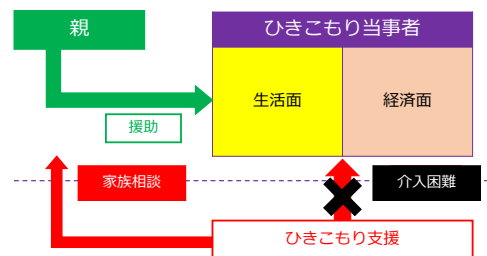 親
ひきこもり当事者
生活面
経済面
援助
家族相談
介入困難
ひきこもり支援